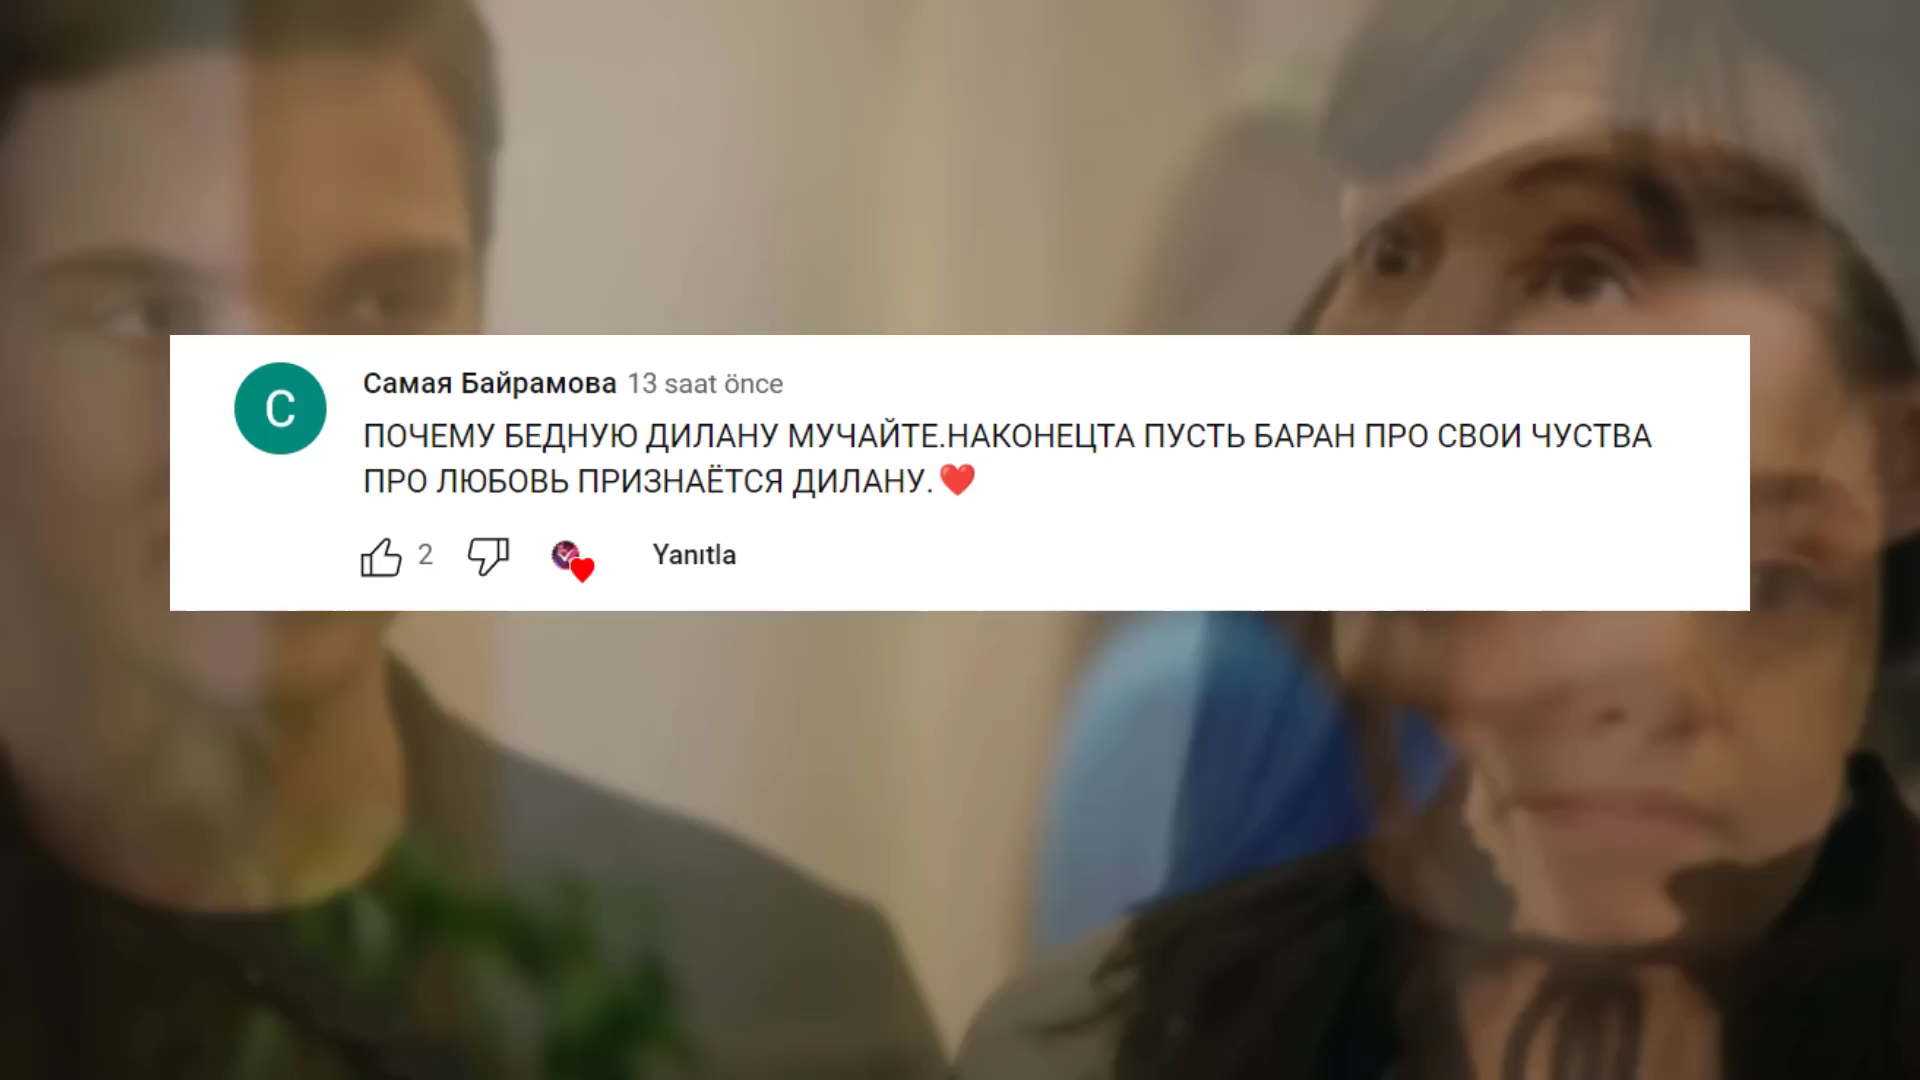 С
Самая Байрамова 13 saat önce
ПОЧЕМУ БЕДНУЮ ДИЛАНУ МУЧАЙТЕ.НАКОНЕЦТА ПУСТЬ БАРАН ПРО СВОИ ЧУСТВА
ПРО ЛЮБОВЬ ПРИЗНАЁТСЯ ДИЛАНУ.❤️
2 Yanıtla